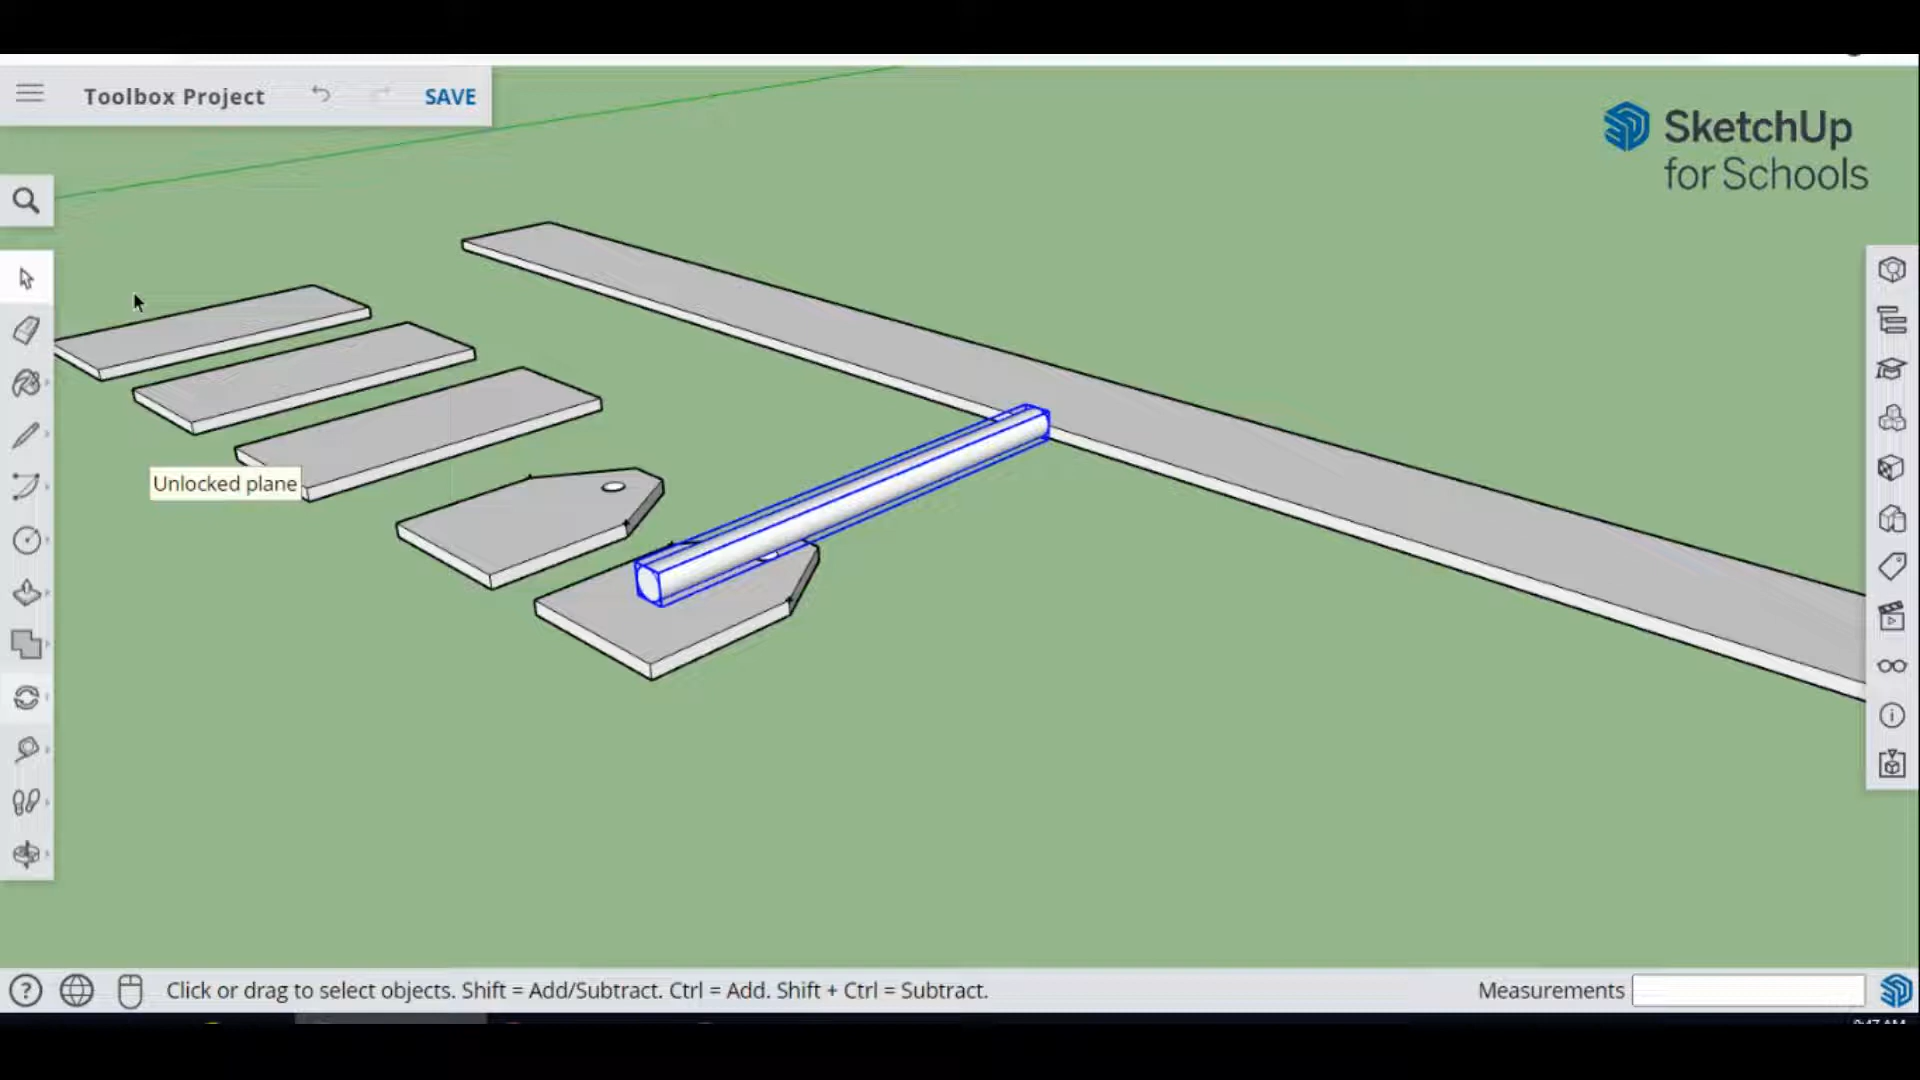 Toolbox Project
SAVE
SketchUp
for Schools
Unlocked plane
Click or drag to select objects. Shift = Add/Subtract. Ctrl = Add. Shift + Ctrl = Subtract.
Measurements